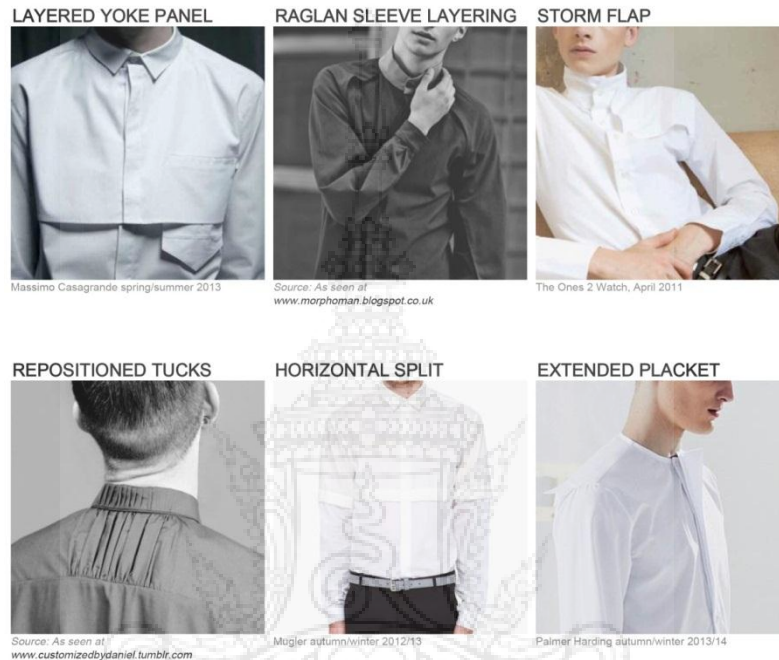 LAYERED YOKE PANEL
RAGLAN SLEEVE LAYERING
STORM FLAP
Massimo Casagrande spring/summer 2013
Source: As seen at
www.morphoman.blogspot.co.uk
The Ones 2 Watch, April 2011
REPOSITIONED TUCKS
HORIZONTAL SPLIT
EXTENDED PLACKET
Source: As seen at
www.customizedbydaniel.tumblr.com
Mugler autumn/winter 2012/13
Palmer Harding autumn/winter 2013/14